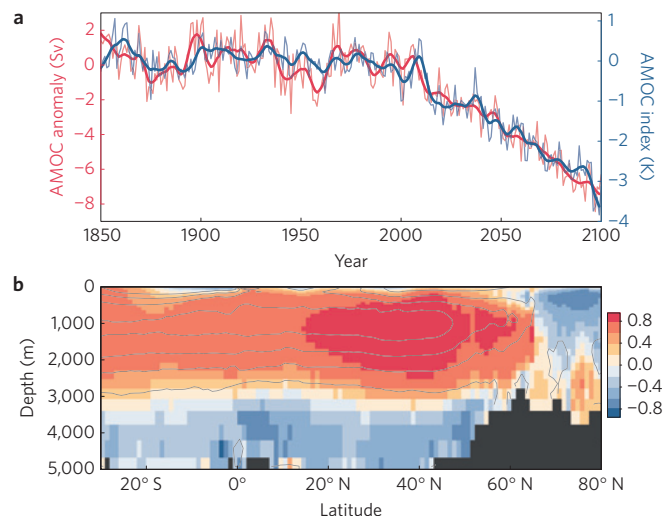 a
AMOC anomaly (Sv)
2
0
−2
−4
−6
−8
1
0
−1
−2
−3
−4
AMOC index (K)
1850 1900 1950 2000 2050 2100
Year
b
Depth (m)
0
1,000
2,000
3,000
4,000
5,000
0.8
0.4
0.0
−0.4
−0.8
20° S 0° 20° N 40° N 60° N 80° N
Latitude